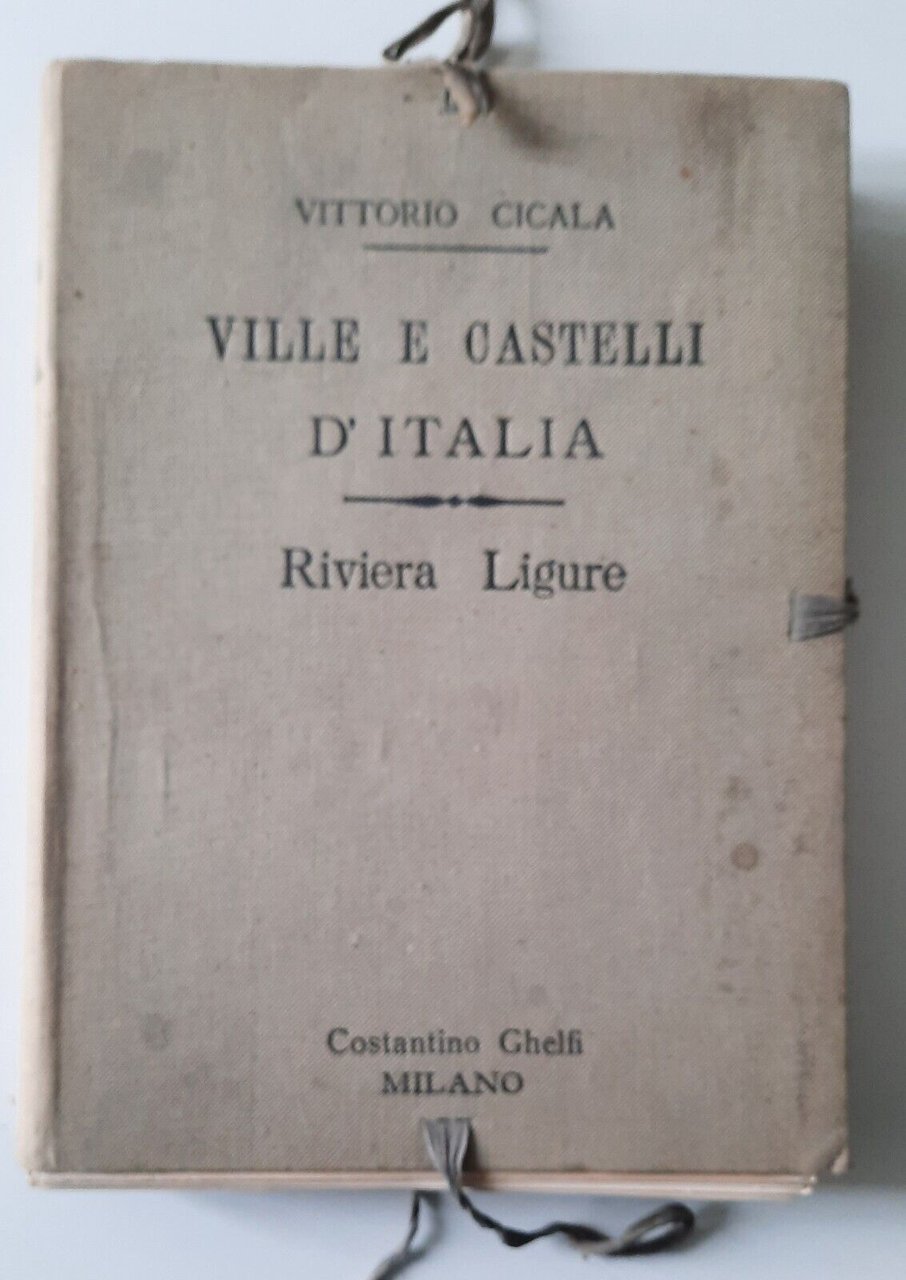 VITTORIO CICALA
VILLE E CASTELLI
D'ITALIA
Riviera Ligure
Costantino Ghelfi
MILANO